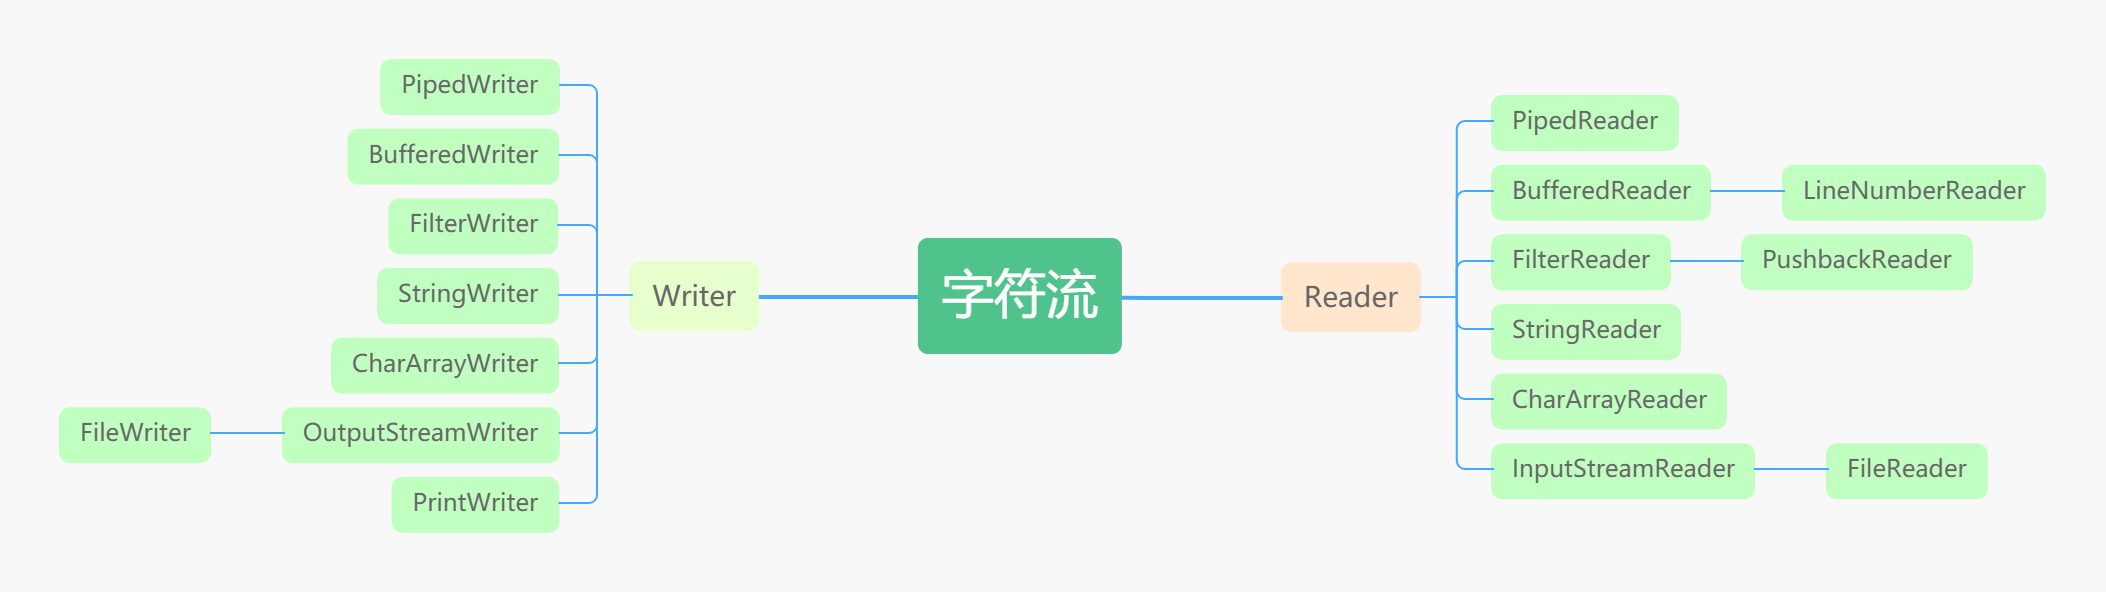 PipedWriter
BufferedWriter
FilterWriter
StringWriter
CharArrayWriter
FileWriter
OutputStreamWriter
PrintWriter
Writer
字符流
Reader
PipedReader
BufferedReader
LineNumberReader
FilterReader
PushbackReader
StringReader
CharArrayReader
InputStreamReader
FileReader